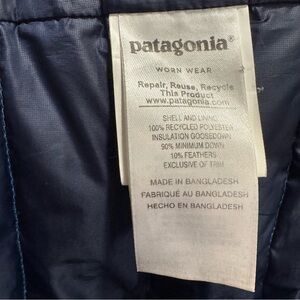 patagonia®
WORN WEAR
Repair, Reuse, Recycle
This Product
www.patagonia.com
SHELL AND LINING
100% RECYCLED POLYESTER
INSULATION GOOSEDOWN
90% MINIMUM DOWN
10% FEATHERS
EXCLUSIVE OF TRIM
MADE IN BANGLADESH
FABRIQUÉ AU BANGLADESH
HECHO EN BANGLADESH